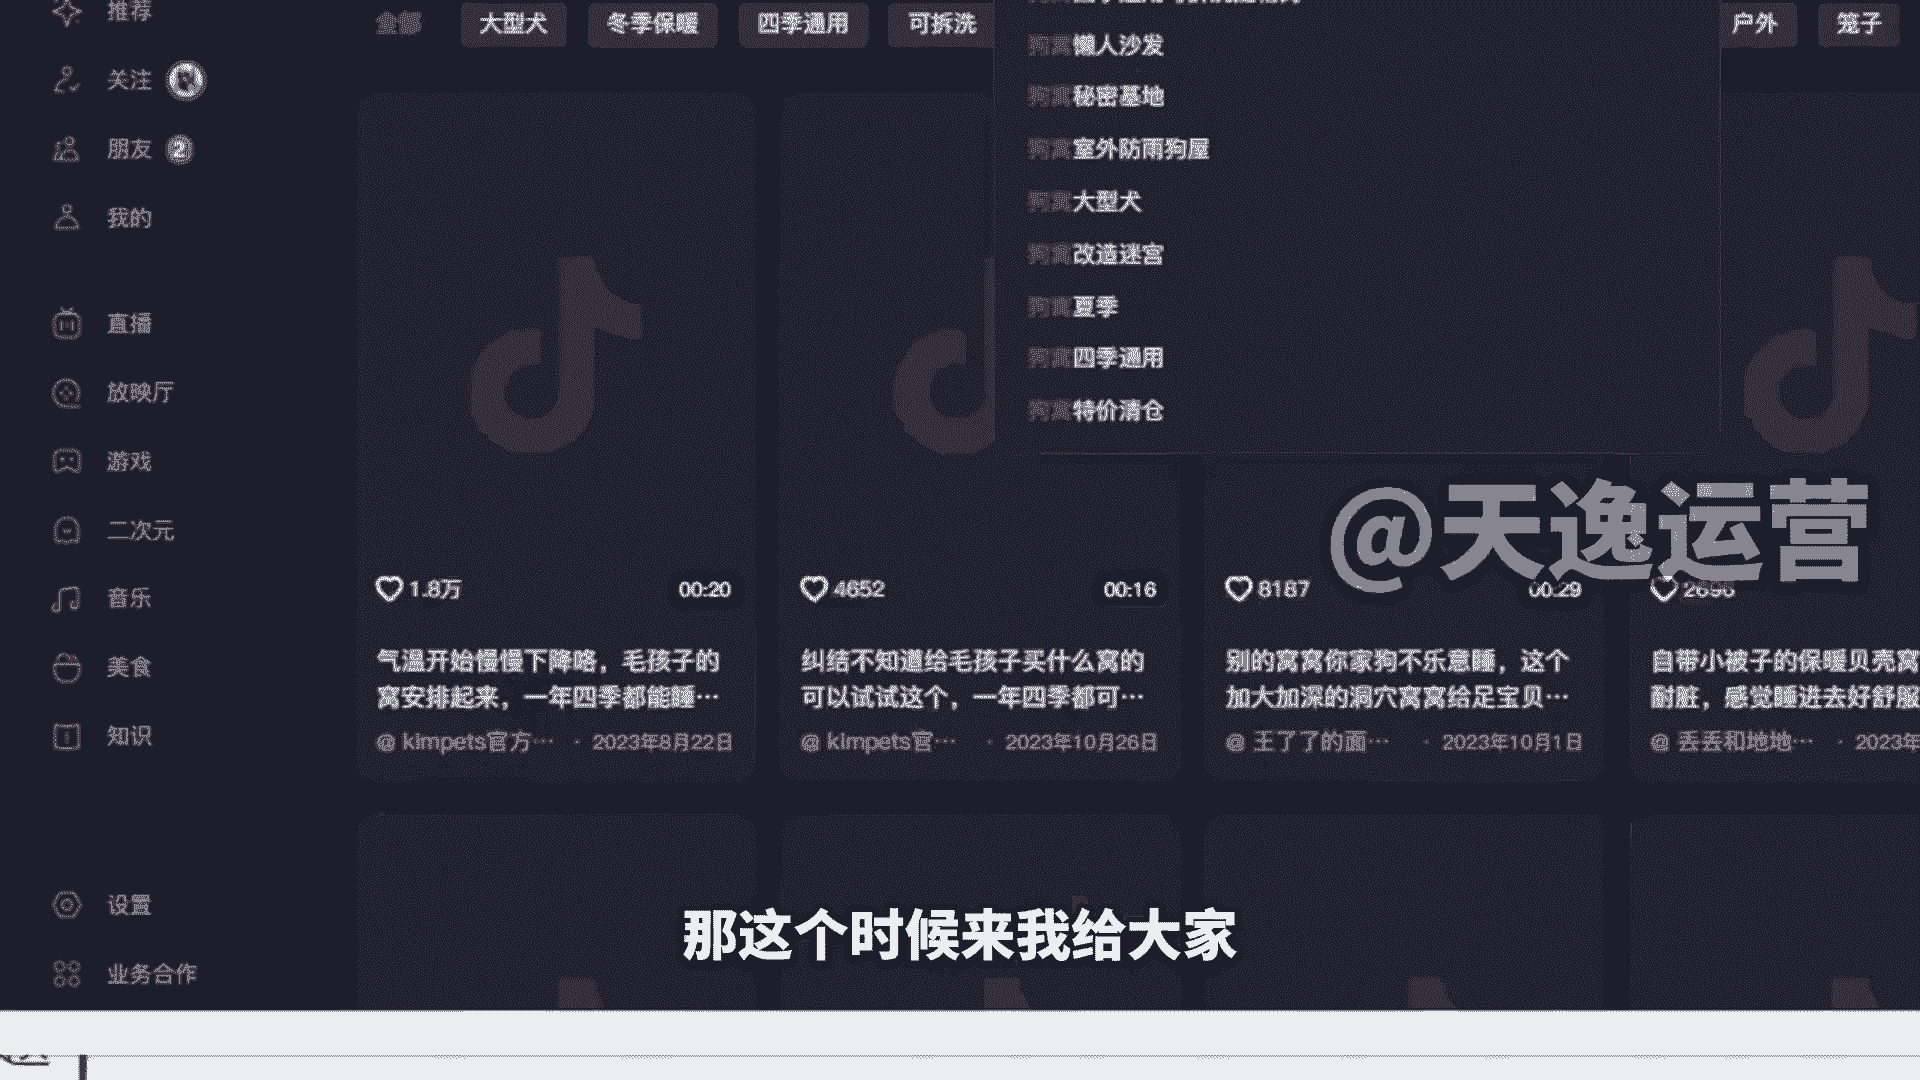 推荐
关注
朋友 2
我的
直播
放映厅
游戏
二次元
音乐
美食
知识
设置
业务合作
全部 大型犬 冬季保暖 四季通用 可拆洗 户外 笼子
狗窝懒人沙发
狗窝秘密基地
狗窝室外防雨狗屋
狗窝大型犬
狗窝改造迷宫
狗窝夏季
狗窝四季通用
狗窝特价清仓
@天逸运营
1.8万 00:20
气温开始慢慢下降咯，毛孩子的
窝安排起来，一年四季都能睡…
@ kimpets官方… · 2023年8月22日
4652 00:16
纠结不知道给毛孩子买什么窝的
可以试试这个，一年四季都可…
@ kimpets官… · 2023年10月26日
8187 00:29
别的窝窝你家狗不乐意睡，这个
加大加深的洞穴窝窝给足宝贝…
@ 王了了的面… · 2023年10月1日
2696
自带小被子的保暖贝壳窝
耐脏，感觉睡进去好舒服
@ 丢丢和地地… · 2023年
那这个时候来我给大家